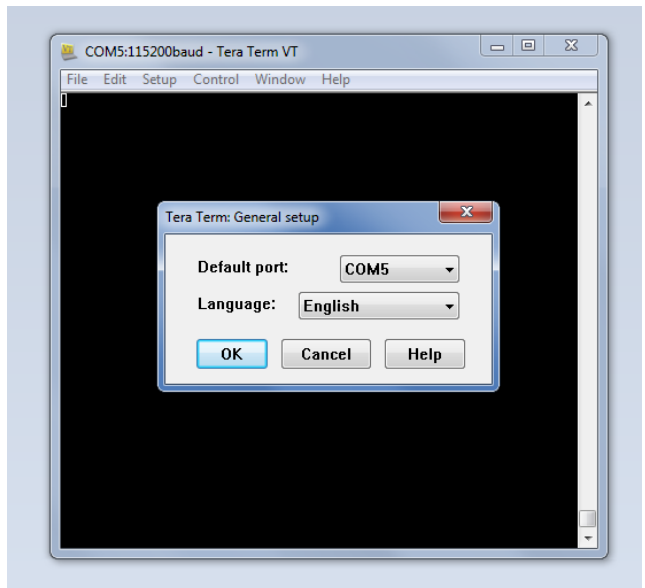 COM5:115200baud - Tera Term VT
File Edit Setup Control Window Help
Tera Term: General setup
Default port: COM5
Language: English
OK Cancel Help